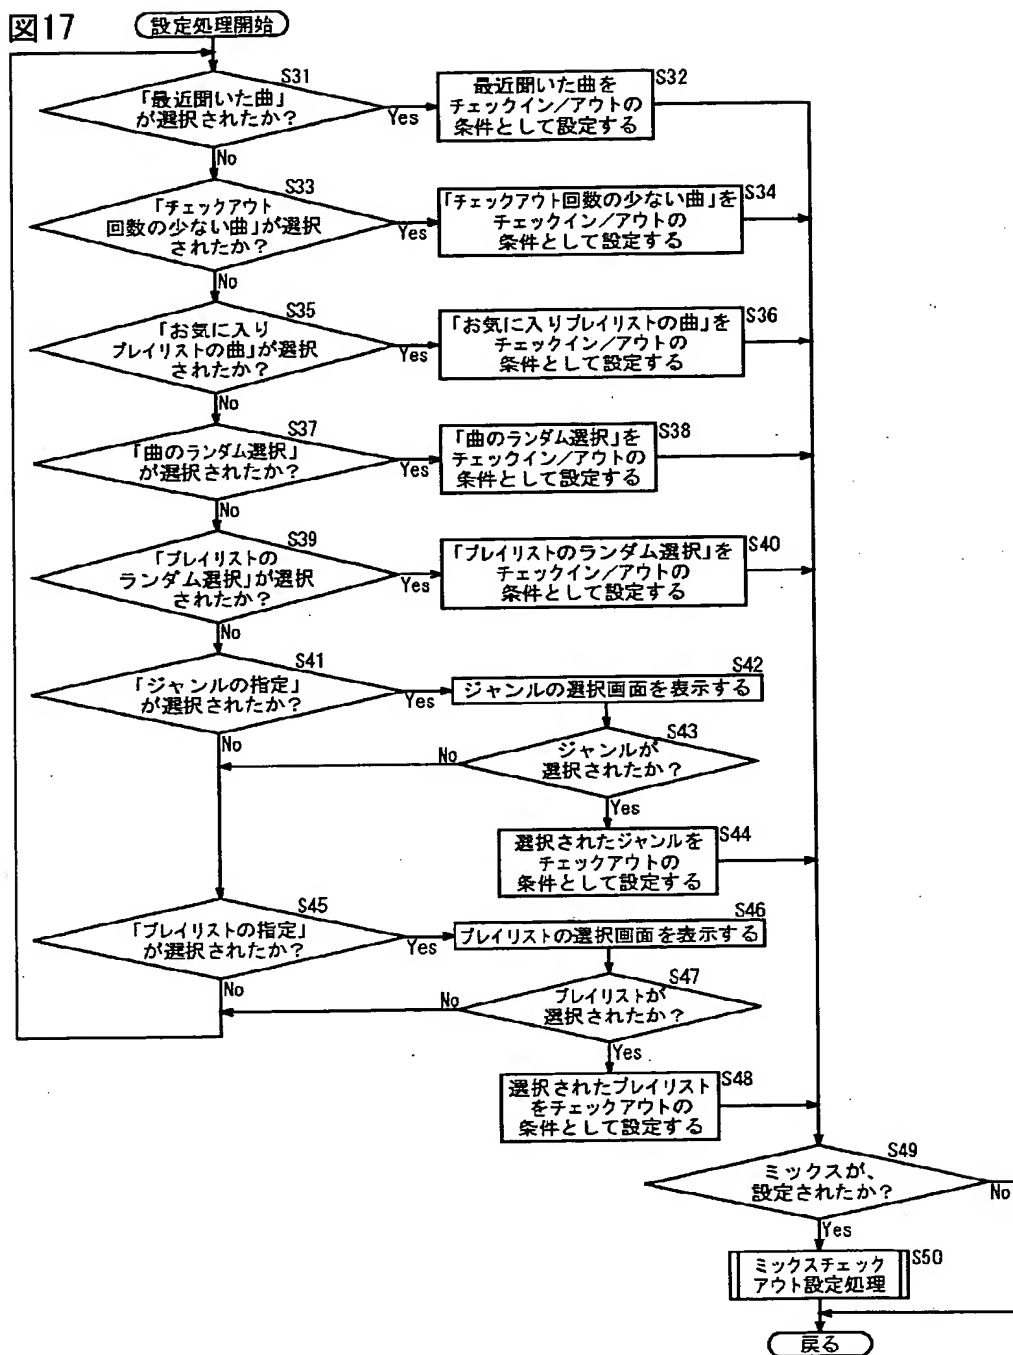 図17
設定処理開始
S31
「最近聞いた曲」
が選択されたか?
Yes
No
S32
最近聞いた曲を
チェックイン/アウトの
条件として設定する
S33
「チェックアウト
回数の少ない曲」が選択
されたか?
Yes
No
S34
「チェックアウト回数の少ない曲」を
チェックイン/アウトの
条件として設定する
S35
「お気に入り
プレイリストの曲」が選択
されたか?
Yes
No
S36
「お気に入りプレイリストの曲」を
チェックイン/アウトの
条件として設定する
S37
「曲のランダム選択」
が選択されたか?
Yes
No
S38
「曲のランダム選択」を
チェックイン/アウトの
条件として設定する
S39
「プレイリストの
ランダム選択」が選択
されたか?
Yes
No
S40
「プレイリストのランダム選択」を
チェックイン/アウトの
条件として設定する
S41
「ジャンルの指定」
が選択されたか?
Yes
No
S42
ジャンルの選択画面を表示する
S43
ジャンルが
選択されたか?
No
Yes
S44
選択されたジャンルを
チェックアウトの
条件として設定する
S45
「プレイリストの指定」
が選択されたか?
Yes
No
S46
プレイリストの選択画面を表示する
S47
プレイリストが
選択されたか?
No
Yes
S48
選択されたプレイリスト
をチェックアウトの
条件として設定する
S49
ミックスが、
設定されたか?
No
Yes
S50
ミックスチェック
アウト設定処理
戻る